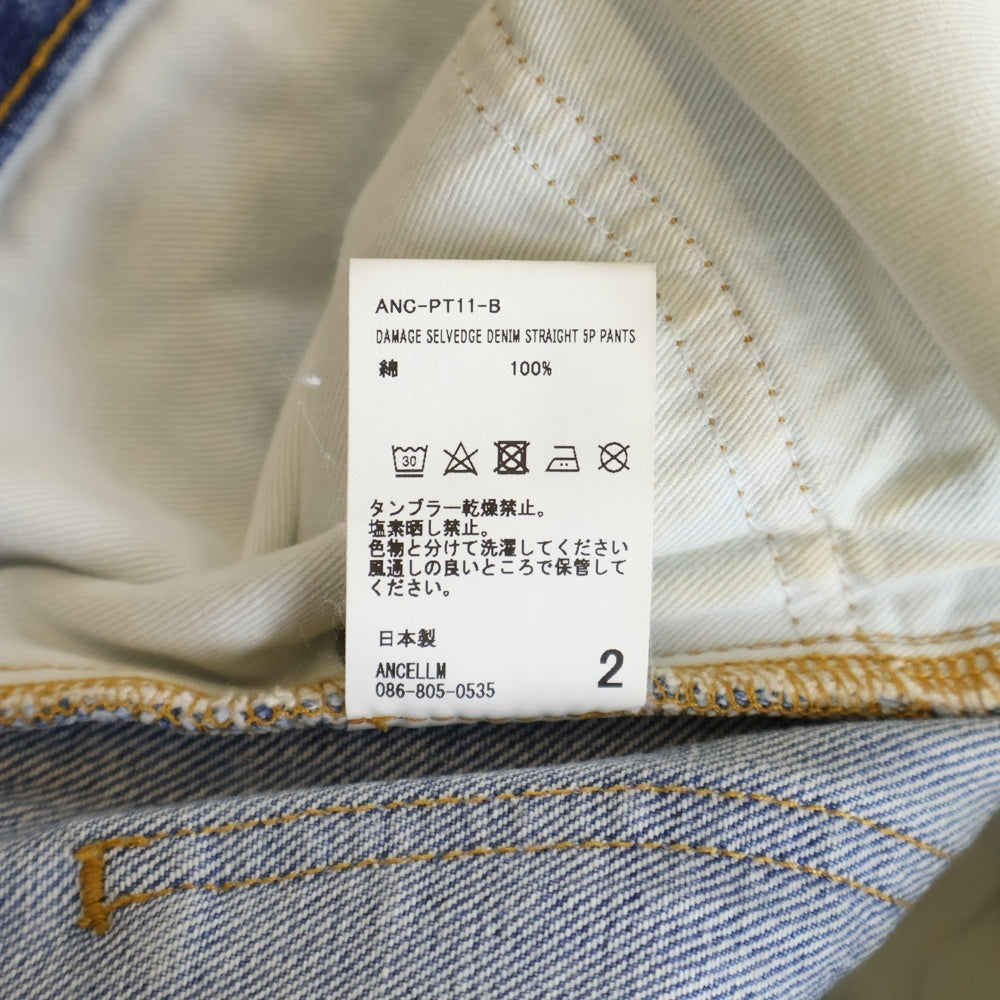 ANC-PT11-B
DAMAGE SELVEDGE DENIM STRAIGHT 5P PANTS
綿 100%
30
タンブラー乾燥禁止。
塩素晒し禁止。
色物と分けて洗濯してください
風通しの良いところで保管して
ください。
日本製
ANCELLM
086-805-0535
2